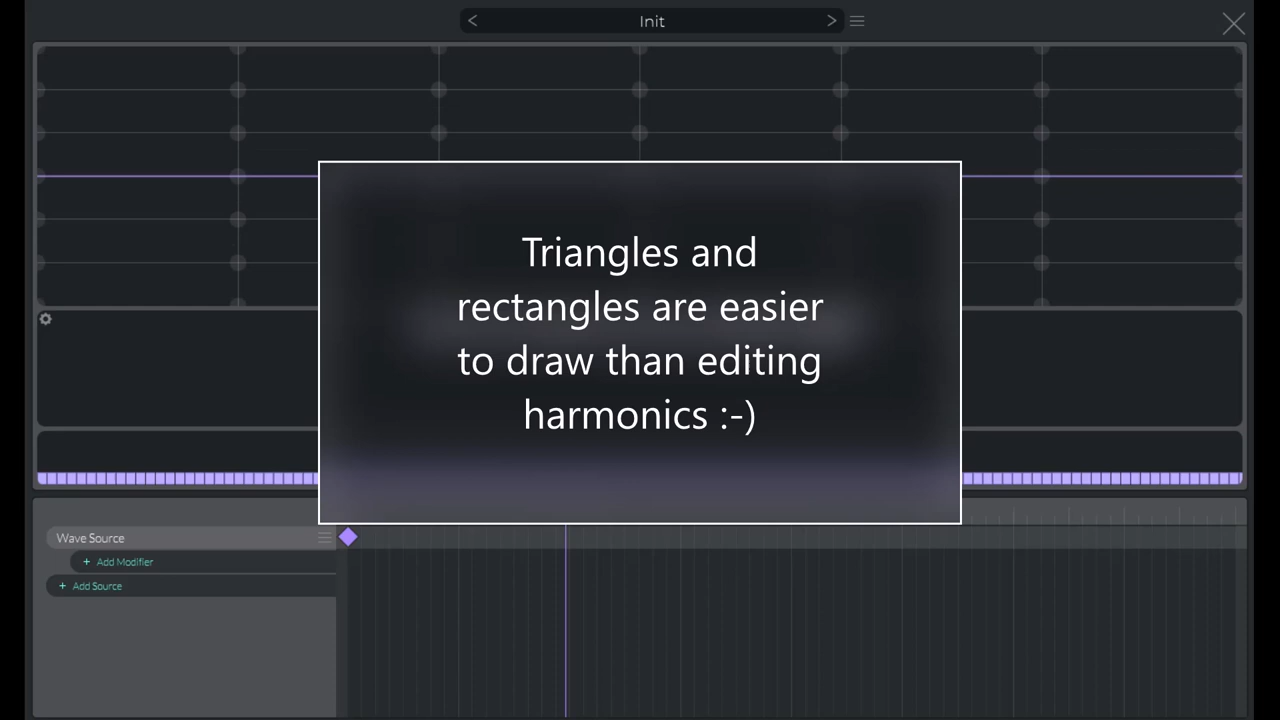 Init
Triangles and
rectangles are easier
to draw than editing
harmonics :-)
Wave Source
+ Add Modifier
+ Add Source